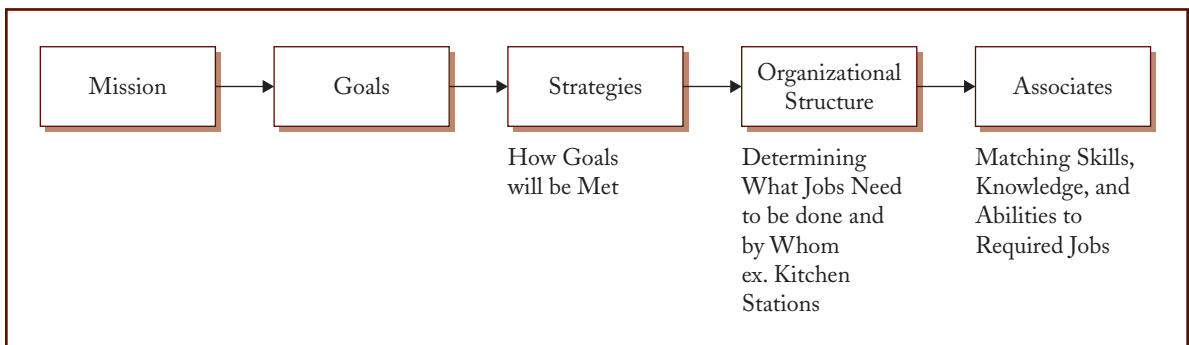 Mission
Goals
Strategies
Organizational
Structure
Associates
How Goals
will be Met
Determining
What Jobs Need
to be done and
by Whom
ex. Kitchen
Stations
Matching Skills,
Knowledge, and
Abilities to
Required Jobs